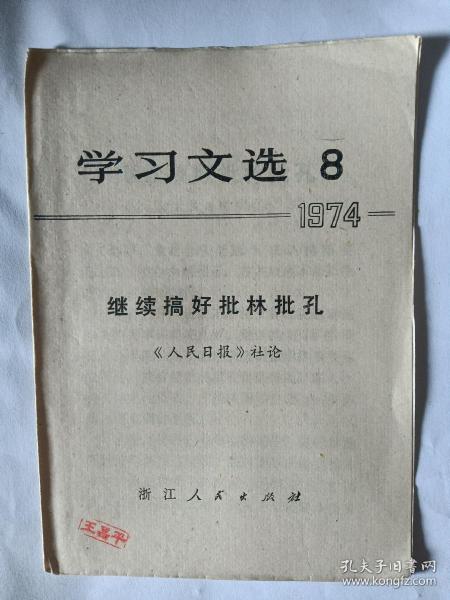 学习文选 8
1974
继续搞好批林批孔
《人民日报》社论
浙江人民出版社
王昌平
孔夫子旧书网
www.kongfz.com